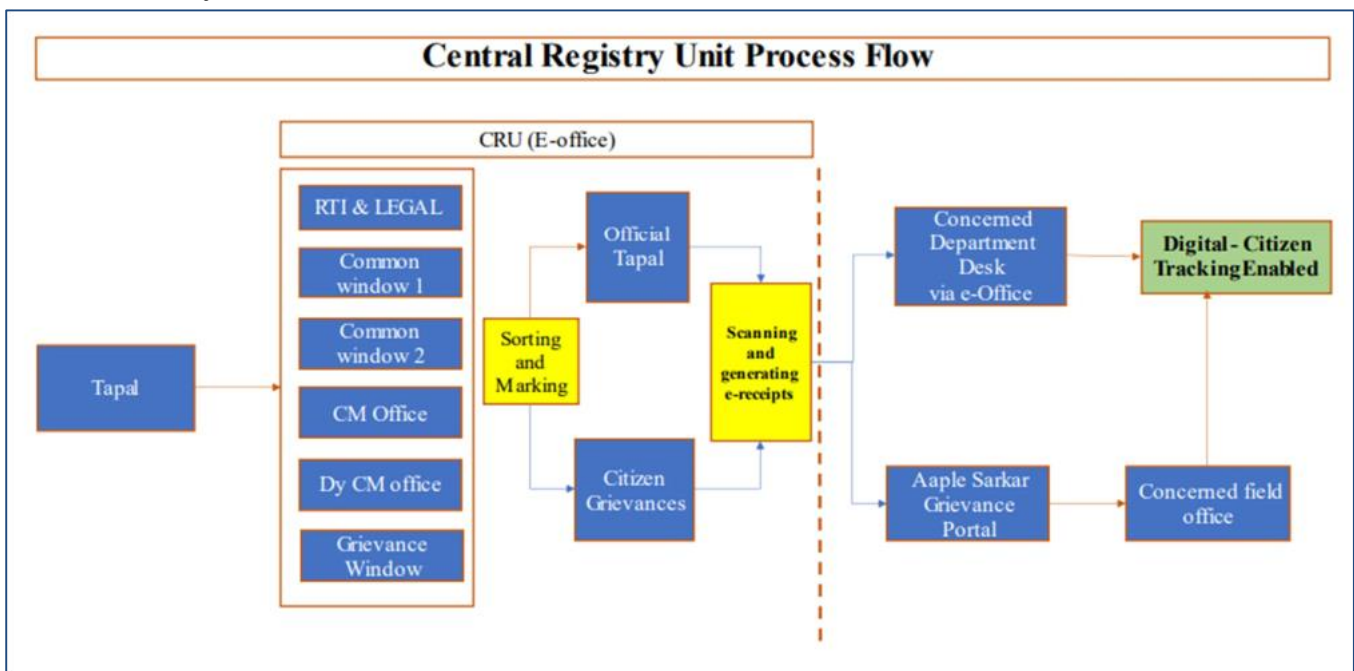 Central Registry Unit Process Flow
CRU (E-office)
Tapal
RTI & LEGAL
Common
window 1
Common
window 2
CM Office
Dy CM office
Grievance
Window
Sorting
and
Marking
Official
Tapal
Citizen
Grievances
Scanning
and
generating
e-receipts
Concerned
Department
Desk
via e-Office
Aaple Sarkar
Grievance
Portal
Concerned field
office
Digital - Citizen
Tracking Enabled